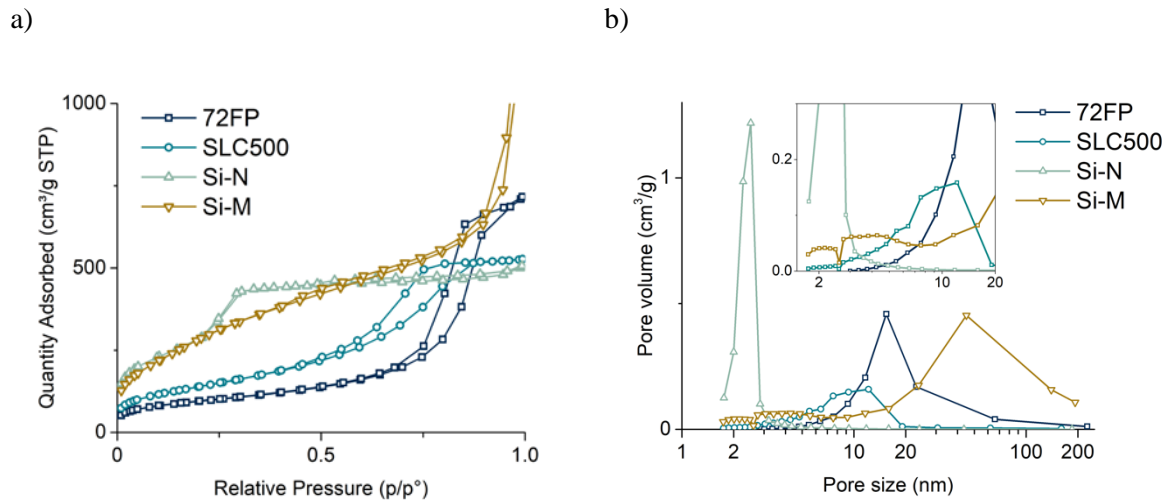 a)
b)
1000
500
0
0
0.5
1.0
Quantity Adsorbed (cm³/g STP)
Relative Pressure (p/p°)
72FP
SLC500
Si-N
Si-M
1
0
1
2
10
20
100
200
Pore volume (cm³/g)
Pore size (nm)
0.2
0.0
2
10
20
72FP
SLC500
Si-N
Si-M